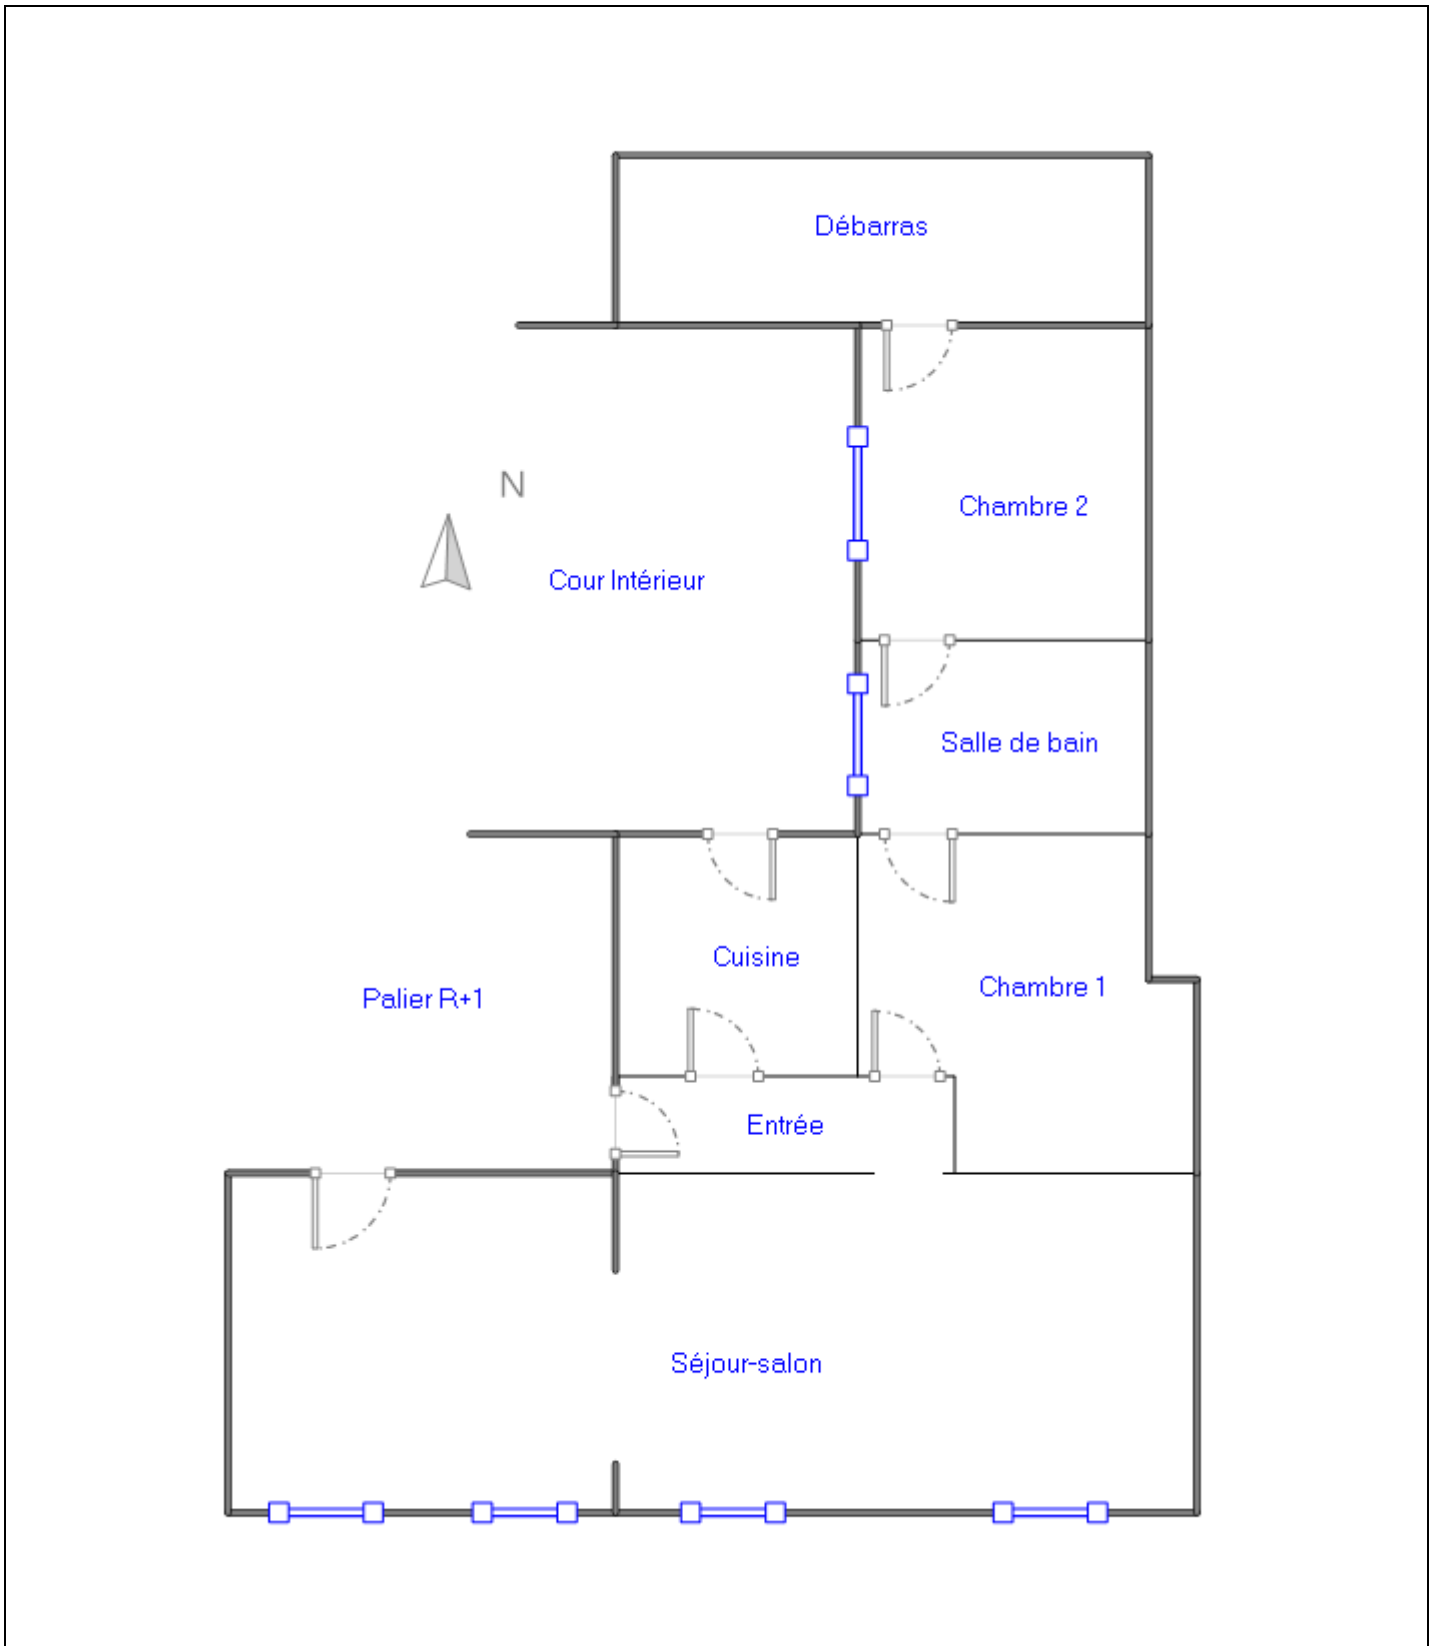 Débarras
N
Chambre 2
Cour Intérieur
Salle de bain
Cuisine
Chambre 1
Palier R+1
Entrée
Séjour-salon